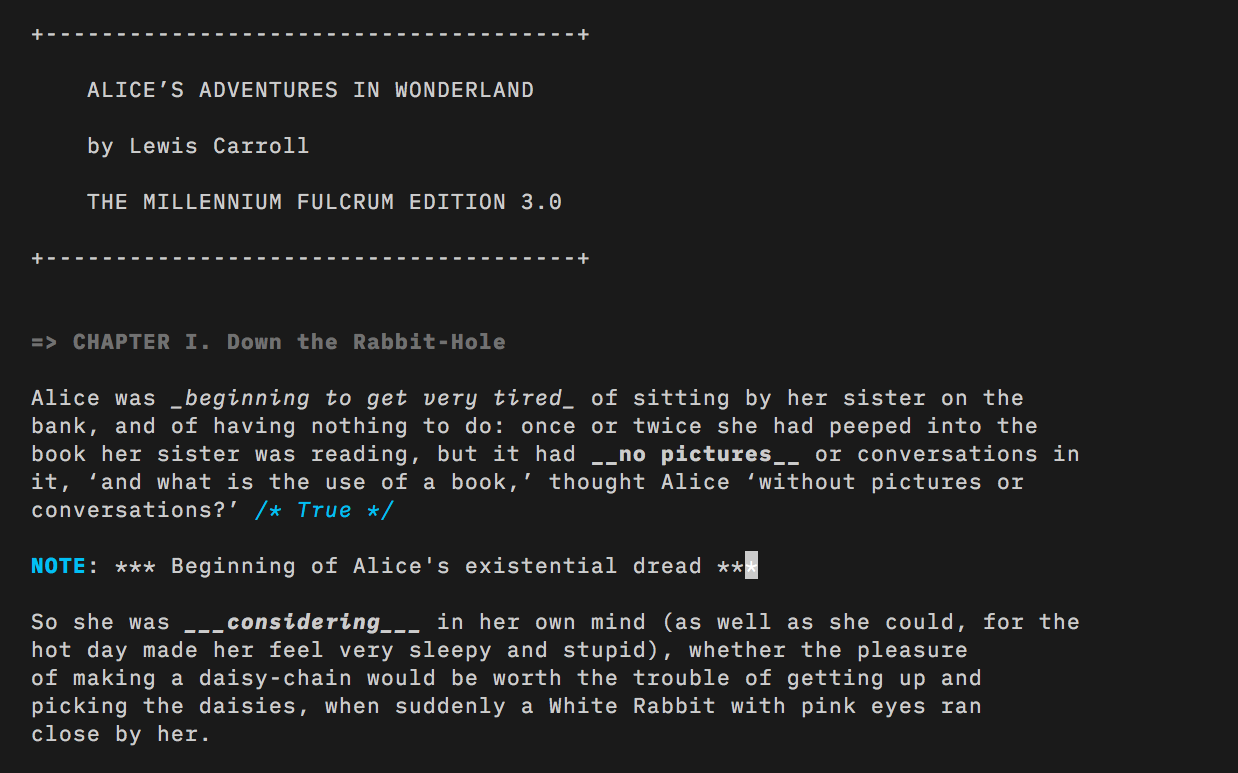 +--------------------------------------+
ALICE’S ADVENTURES IN WONDERLAND
by Lewis Carroll
THE MILLENNIUM FULCRUM EDITION 3.0
+--------------------------------------+
=> CHAPTER I. Down the Rabbit-Hole
Alice was _beginning to get very tired_ of sitting by her sister on the
bank, and of having nothing to do: once or twice she had peeped into the
book her sister was reading, but it had __no pictures__ or conversations in
it, ‘and what is the use of a book,’ thought Alice ‘without pictures or
conversations?’ /* True */
NOTE: *** Beginning of Alice's existential dread ***
So she was ___considering___ in her own mind (as well as she could, for the
hot day made her feel very sleepy and stupid), whether the pleasure
of making a daisy-chain would be worth the trouble of getting up and
picking the daisies, when suddenly a White Rabbit with pink eyes ran
close by her.